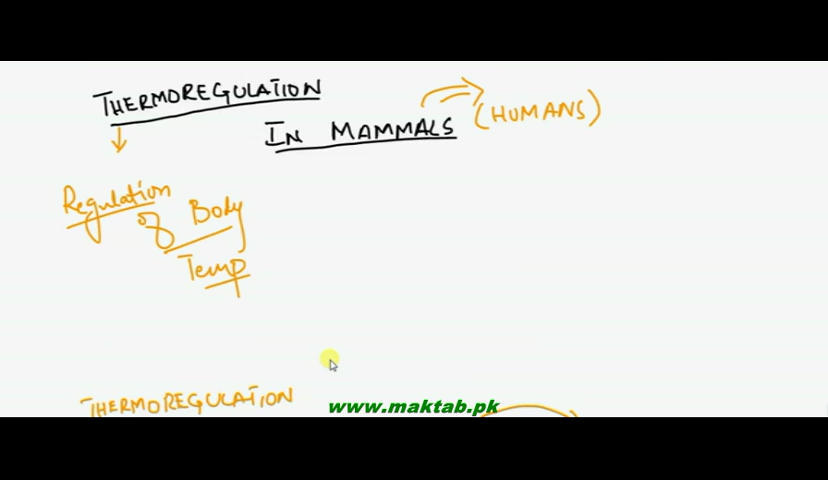 THERMOREGULATION
IN MAMMALS (HUMANS)
Regulation
of Body
Temp
THERMOREGULATION
www.maktab.pk